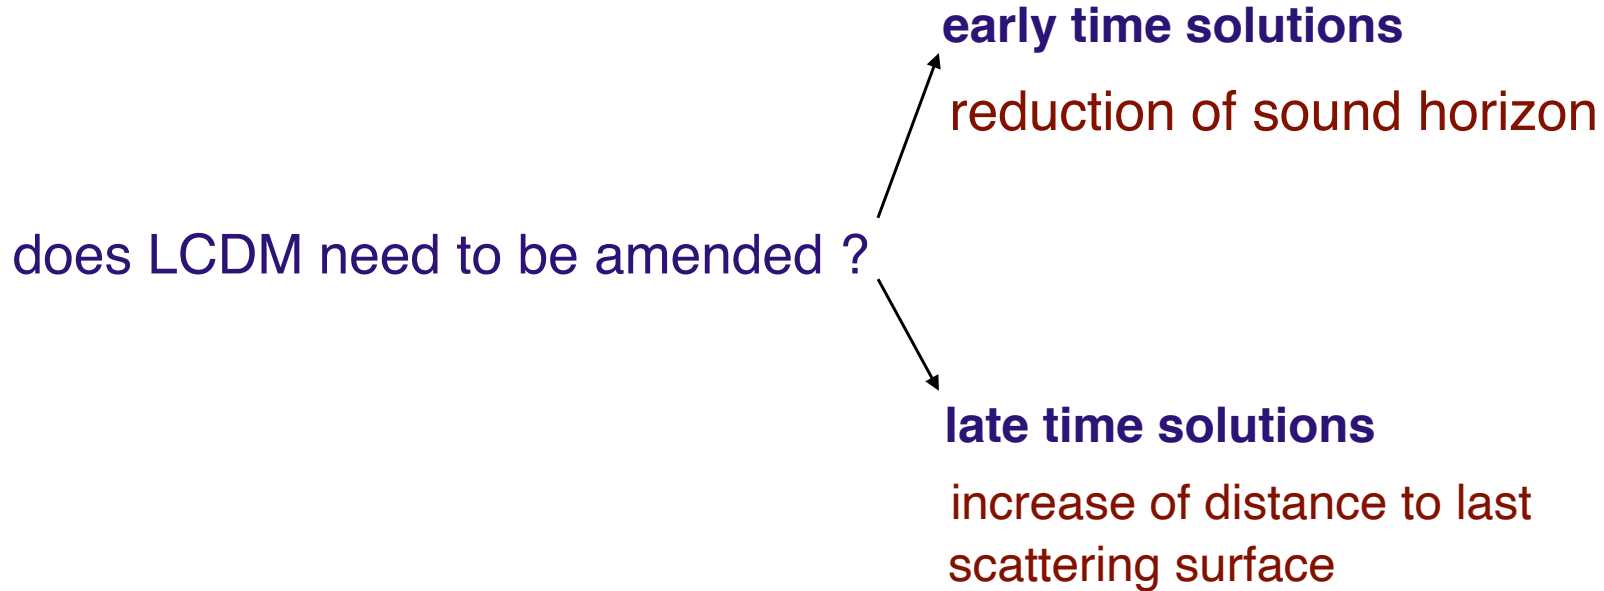 early time solutions
reduction of sound horizon
does LCDM need to be amended ?
late time solutions
increase of distance to last
scattering surface